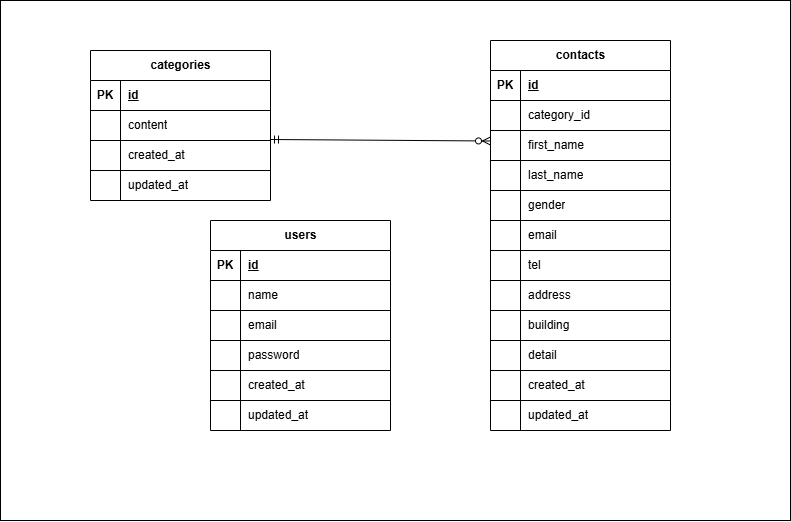 categories
PK id
content
created_at
updated_at
contacts
PK id
category_id
first_name
last_name
gender
email
tel
address
building
detail
created_at
updated_at
users
PK id
name
email
password
created_at
updated_at